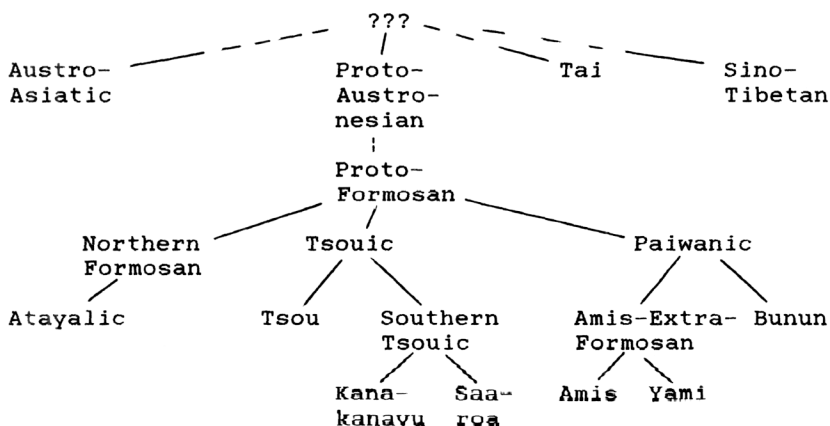 ???
Austro- Proto- Tai Sino-
Asiatic Austro- Tibetan
nesian
Proto-
Formosan
Northern Tsouic Paiwanic
Formosan
Atayalic Tsou Southern Amis-Extra- Bunun
Tsouic Formosan
Kana- Saa- Amis Yami
kanavu roa